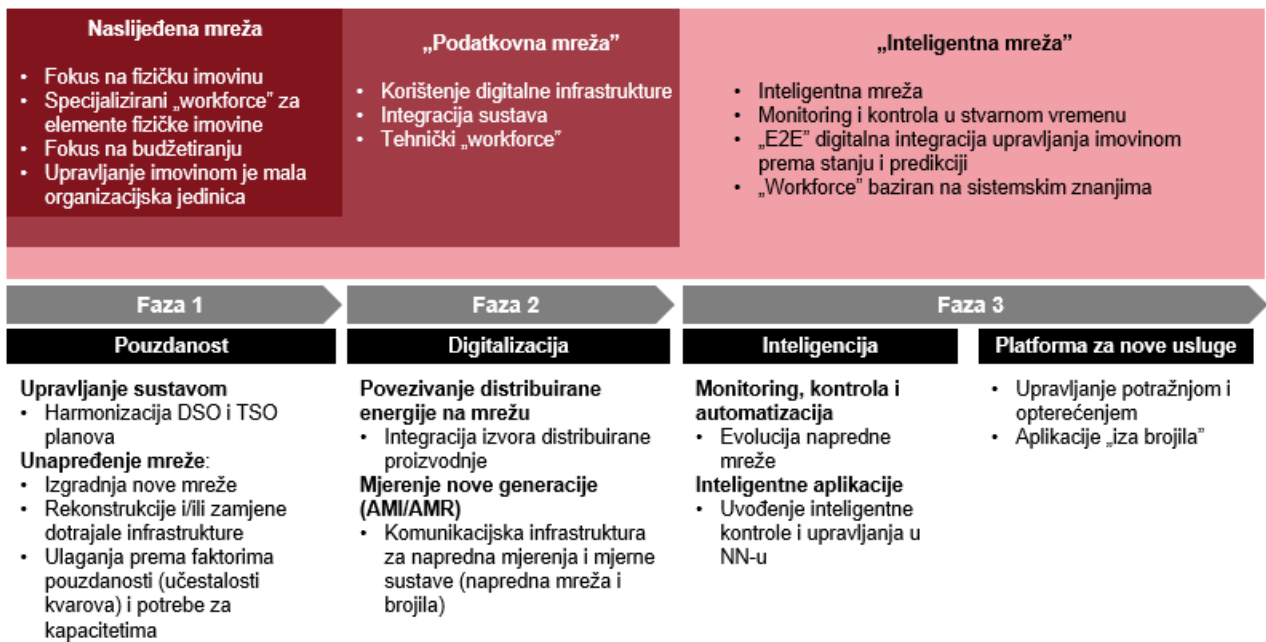 Naslijeđena mreža
• Fokus na fizičku imovinu
• Specijalizirani „workforce” za
elemente fizičke imovine
• Fokus na budžetiranju
• Upravljanje imovinom je mala
organizacijska jedinica
„Podatkovna mreža”
• Korištenje digitalne infrastrukture
• Integracija sustava
• Tehnički „workforce”
„Inteligentna mreža”
• Inteligentna mreža
• Monitoring i kontrola u stvarnom vremenu
• „E2E” digitalna integracija upravljanja imovinom
prema stanju i predikciji
• „Workforce” baziran na sistemskim znanjima
Faza 1
Faza 2
Faza 3
Pouzdanost
Digitalizacija
Inteligencija
Platforma za nove usluge
Upravljanje sustavom
• Harmonizacija DSO i TSO
planova
Unapređenje mreže:
• Izgradnja nove mreže
• Rekonstrukcije i/ili zamjene
dotrajale infrastrukture
• Ulaganja prema faktorima
pouzdanosti (učestalosti
kvarova) i potrebe za
kapacitetima
Povezivanje distribuirane
energije na mrežu
• Integracija izvora distribuirane
proizvodnje
Mjerenje nove generacije
(AMI/AMR)
• Komunikacijska infrastruktura
za napredna mjerenja i mjerne
sustave (napredna mreža i
brojila)
Monitoring, kontrola i
automatizacija
• Evolucija napredne
mreže
Inteligentne aplikacije
• Uvođenje inteligentne
kontrole i upravljanja u
NN-u
• Upravljanje potražnjom i
opterećenjem
• Aplikacije „iza brojila”